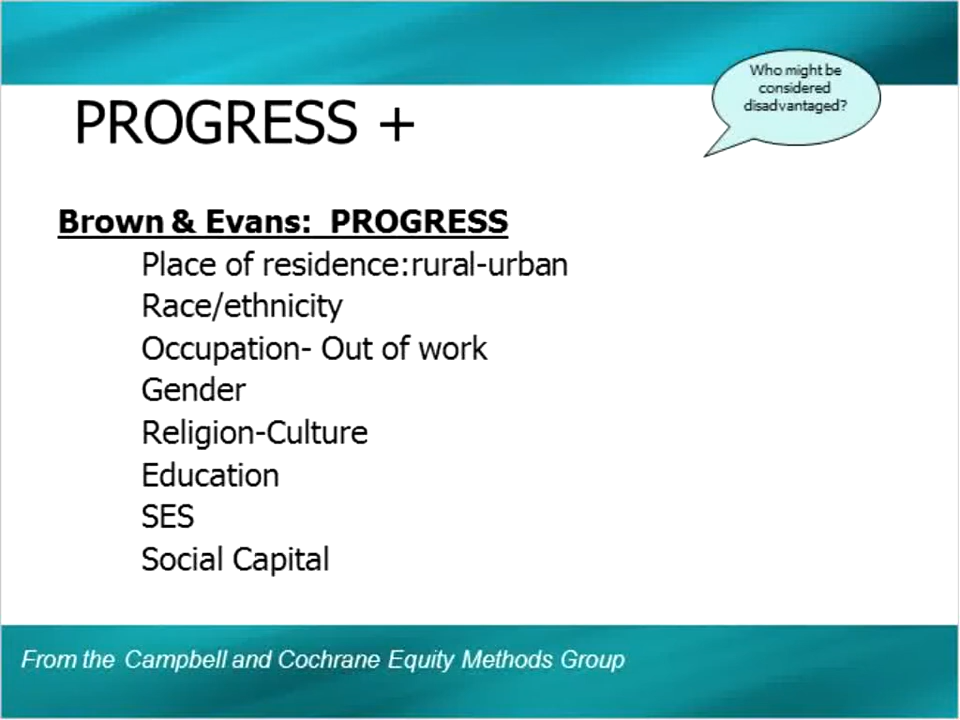 Who might be
considered
disadvantaged?
PROGRESS +
Brown & Evans: PROGRESS
Place of residence:rural-urban
Race/ethnicity
Occupation- Out of work
Gender
Religion-Culture
Education
SES
Social Capital
From the Campbell and Cochrane Equity Methods Group